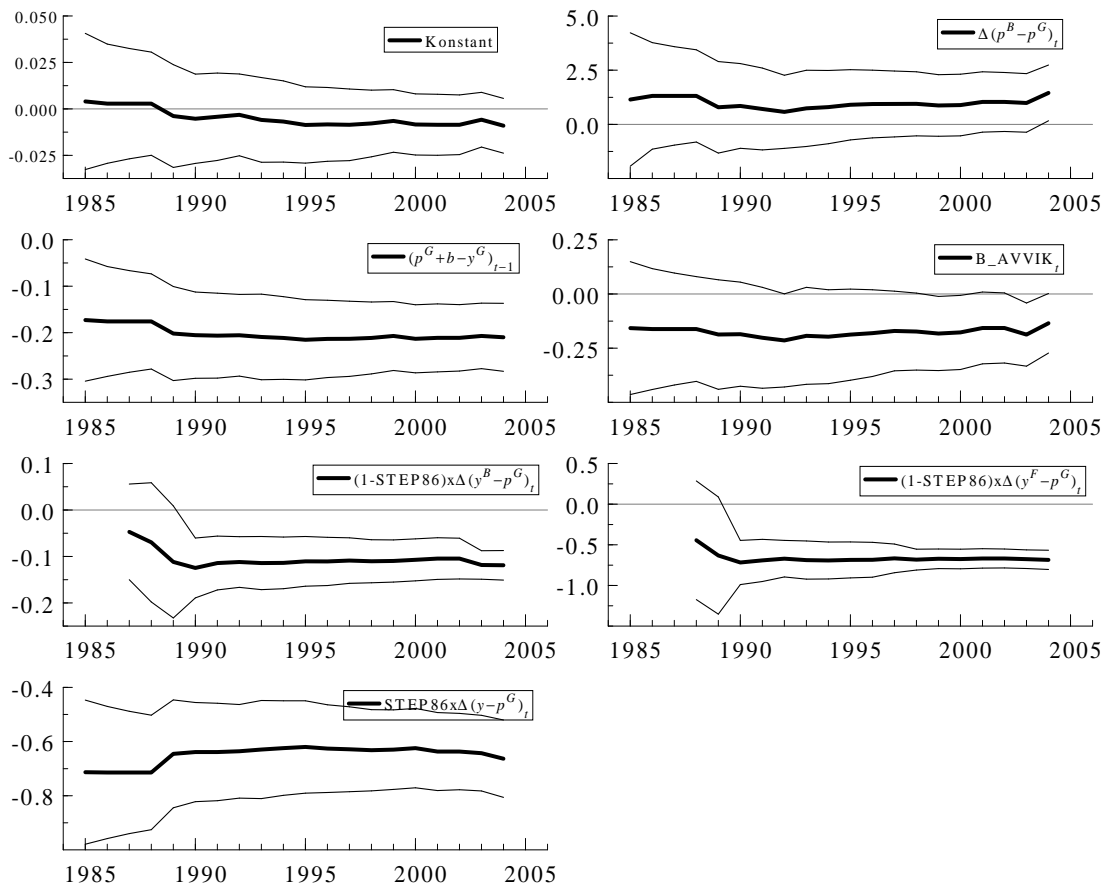 0.050
Konstant
0.025
0.000
-0.025
1985 1990 1995 2000 2005
5.0
Δ(p^B−p^G)_t
2.5
0.0
1985 1990 1995 2000 2005
0.0
(p^G+b−y^G)_{t−1}
-0.1
-0.2
-0.3
1985 1990 1995 2000 2005
0.25
B_AVVIK_t
0.00
-0.25
1985 1990 1995 2000 2005
0.1
(1-STEP86)xΔ(y^B−p^G)_t
0.0
-0.1
-0.2
1985 1990 1995 2000 2005
0.5
(1-STEP86)xΔ(y^F−p^G)_t
0.0
-0.5
-1.0
1985 1990 1995 2000 2005
-0.4
STEP86xΔ(y−p^G)_t
-0.6
-0.8
1985 1990 1995 2000 2005